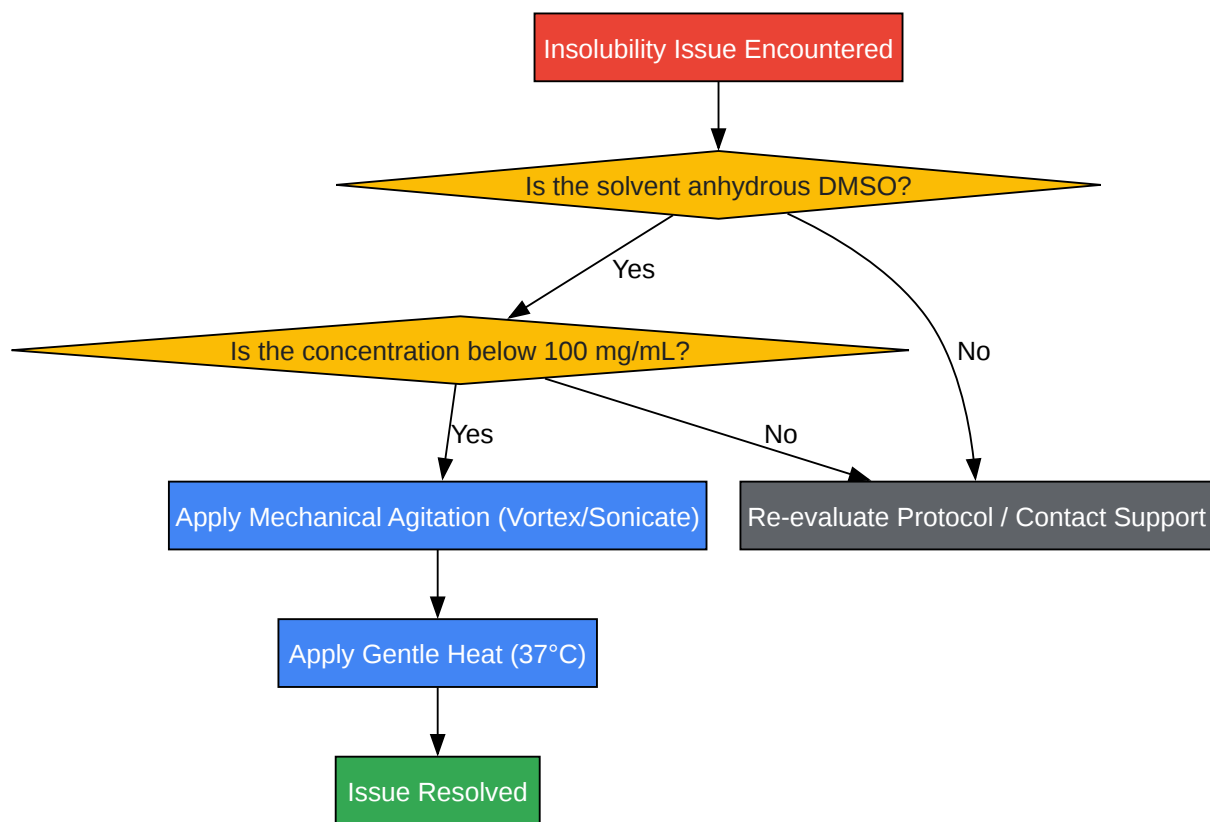 Insolubility Issue Encountered
Is the solvent anhydrous DMSO?
Yes
Is the concentration below 100 mg/mL?
No
Yes
No
Apply Mechanical Agitation (Vortex/Sonicate)
Re-evaluate Protocol / Contact Support
Apply Gentle Heat (37°C)
Issue Resolved